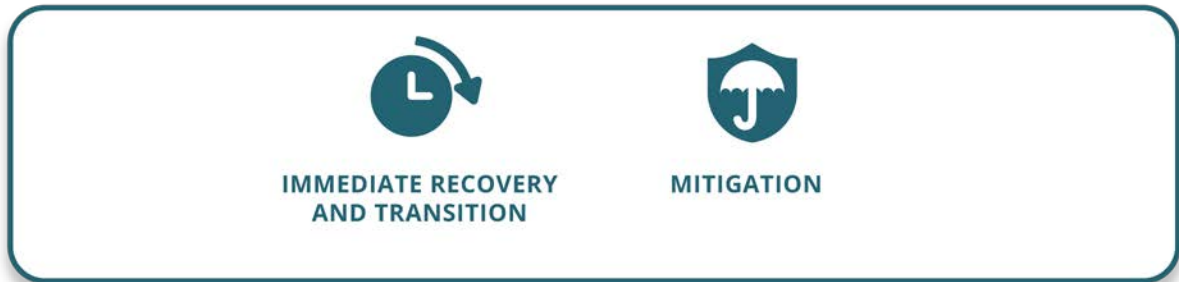 IMMEDIATE RECOVERY
AND TRANSITION
MITIGATION